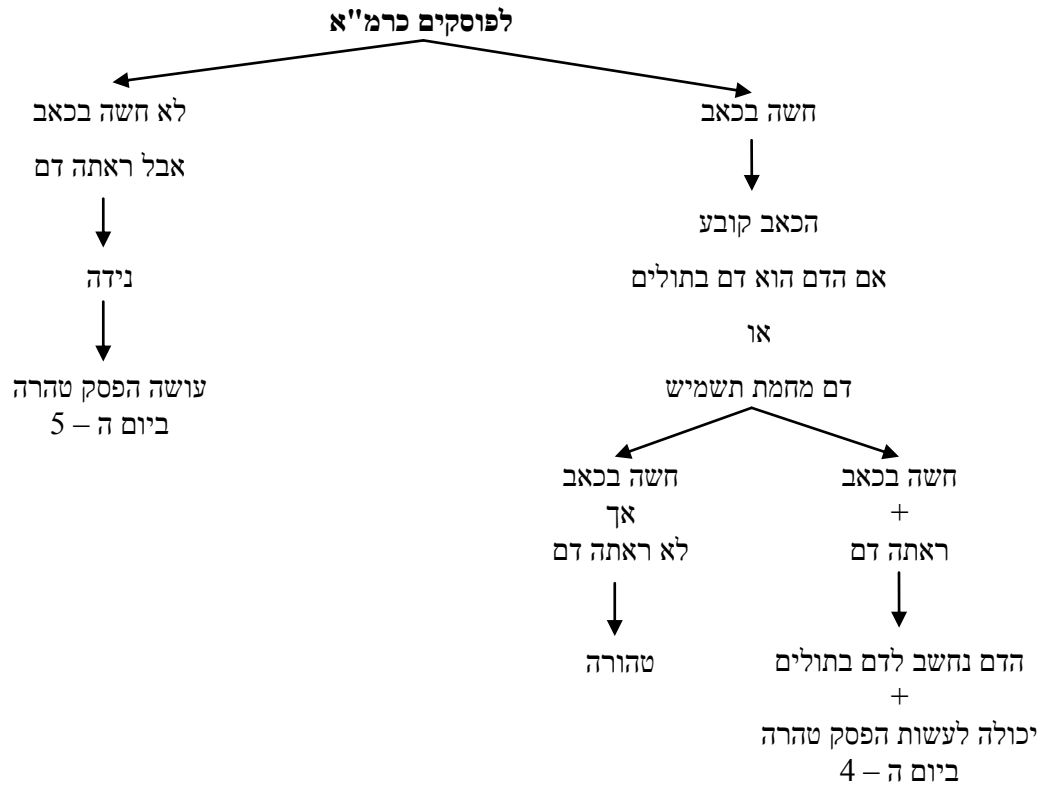 לפוסקים כרמ"א
חשה בכאב
הכאב קובע
אם הדם הוא דם בתולים
או
דם מחמת תשמיש
חשה בכאב
+
ראתה דם
הדם נחשב לדם בתולים
+
יכולה לעשות הפסק טהרה
ביום ה – 4
חשה בכאב
אך
לא ראתה דם
טהורה
לא חשה בכאב
אבל ראתה דם
נידה
עושה הפסק טהרה
ביום ה – 5